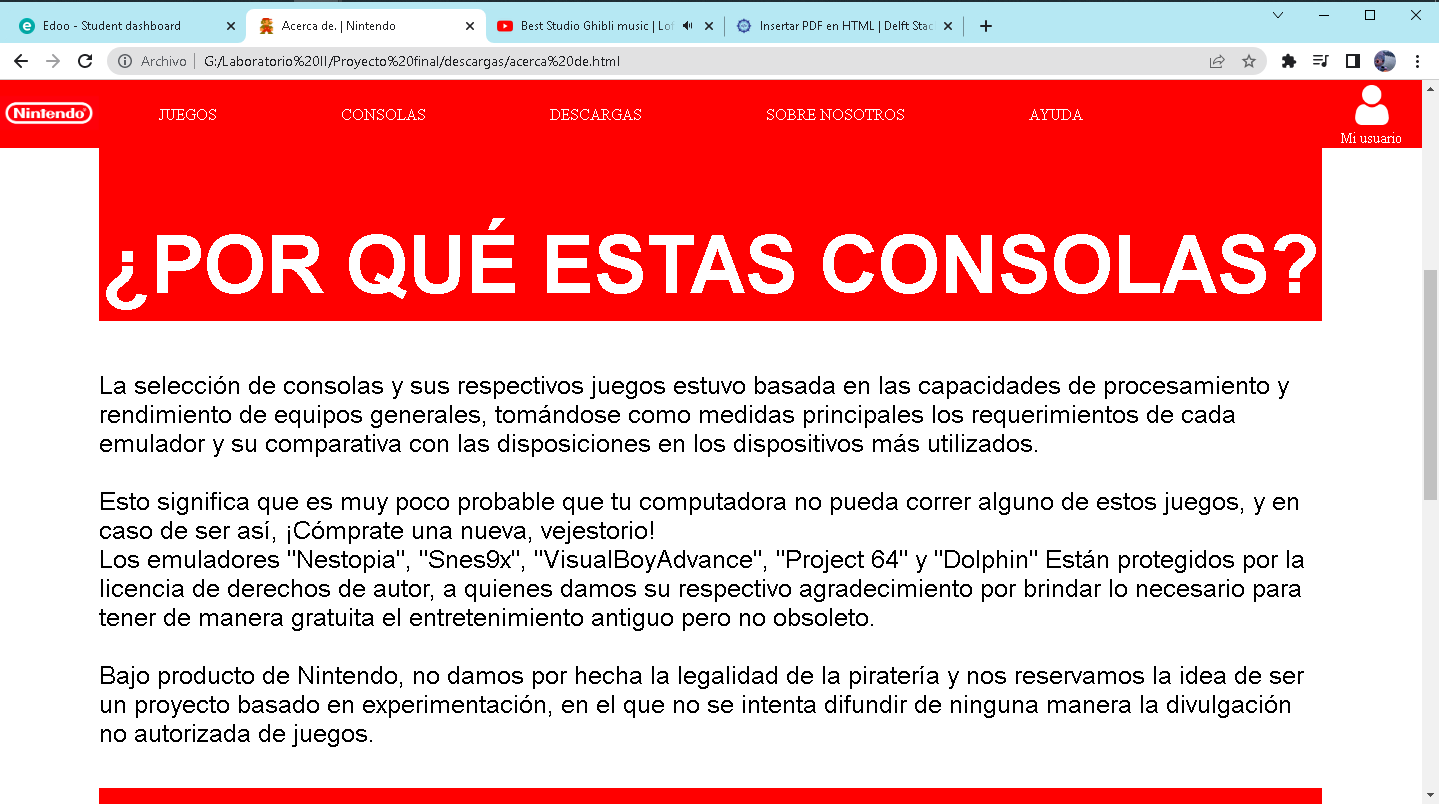 Edoo - Student dashboard
Acerca de. | Nintendo
Best Studio Ghibli music | Lof
Insertar PDF en HTML | Delft Stac
Archivo | G:/Laboratorio%20II/Proyecto%20final/descargas/acerca%20de.html
Nintendo
JUEGOS
CONSOLAS
DESCARGAS
SOBRE NOSOTROS
AYUDA
Mi usuario
¿POR QUÉ ESTAS CONSOLAS?
La selección de consolas y sus respectivos juegos estuvo basada en las capacidades de procesamiento y
rendimiento de equipos generales, tomándose como medidas principales los requerimientos de cada
emulador y su comparativa con las disposiciones en los dispositivos más utilizados.
Esto significa que es muy poco probable que tu computadora no pueda correr alguno de estos juegos, y en
caso de ser así, ¡Cómprate una nueva, vejestorio!
Los emuladores "Nestopia", "Snes9x", "VisualBoyAdvance", "Project 64" y "Dolphin" Están protegidos por la
licencia de derechos de autor, a quienes damos su respectivo agradecimiento por brindar lo necesario para
tener de manera gratuita el entretenimiento antiguo pero no obsoleto.
Bajo producto de Nintendo, no damos por hecha la legalidad de la piratería y nos reservamos la idea de ser
un proyecto basado en experimentación, en el que no se intenta difundir de ninguna manera la divulgación
no autorizada de juegos.